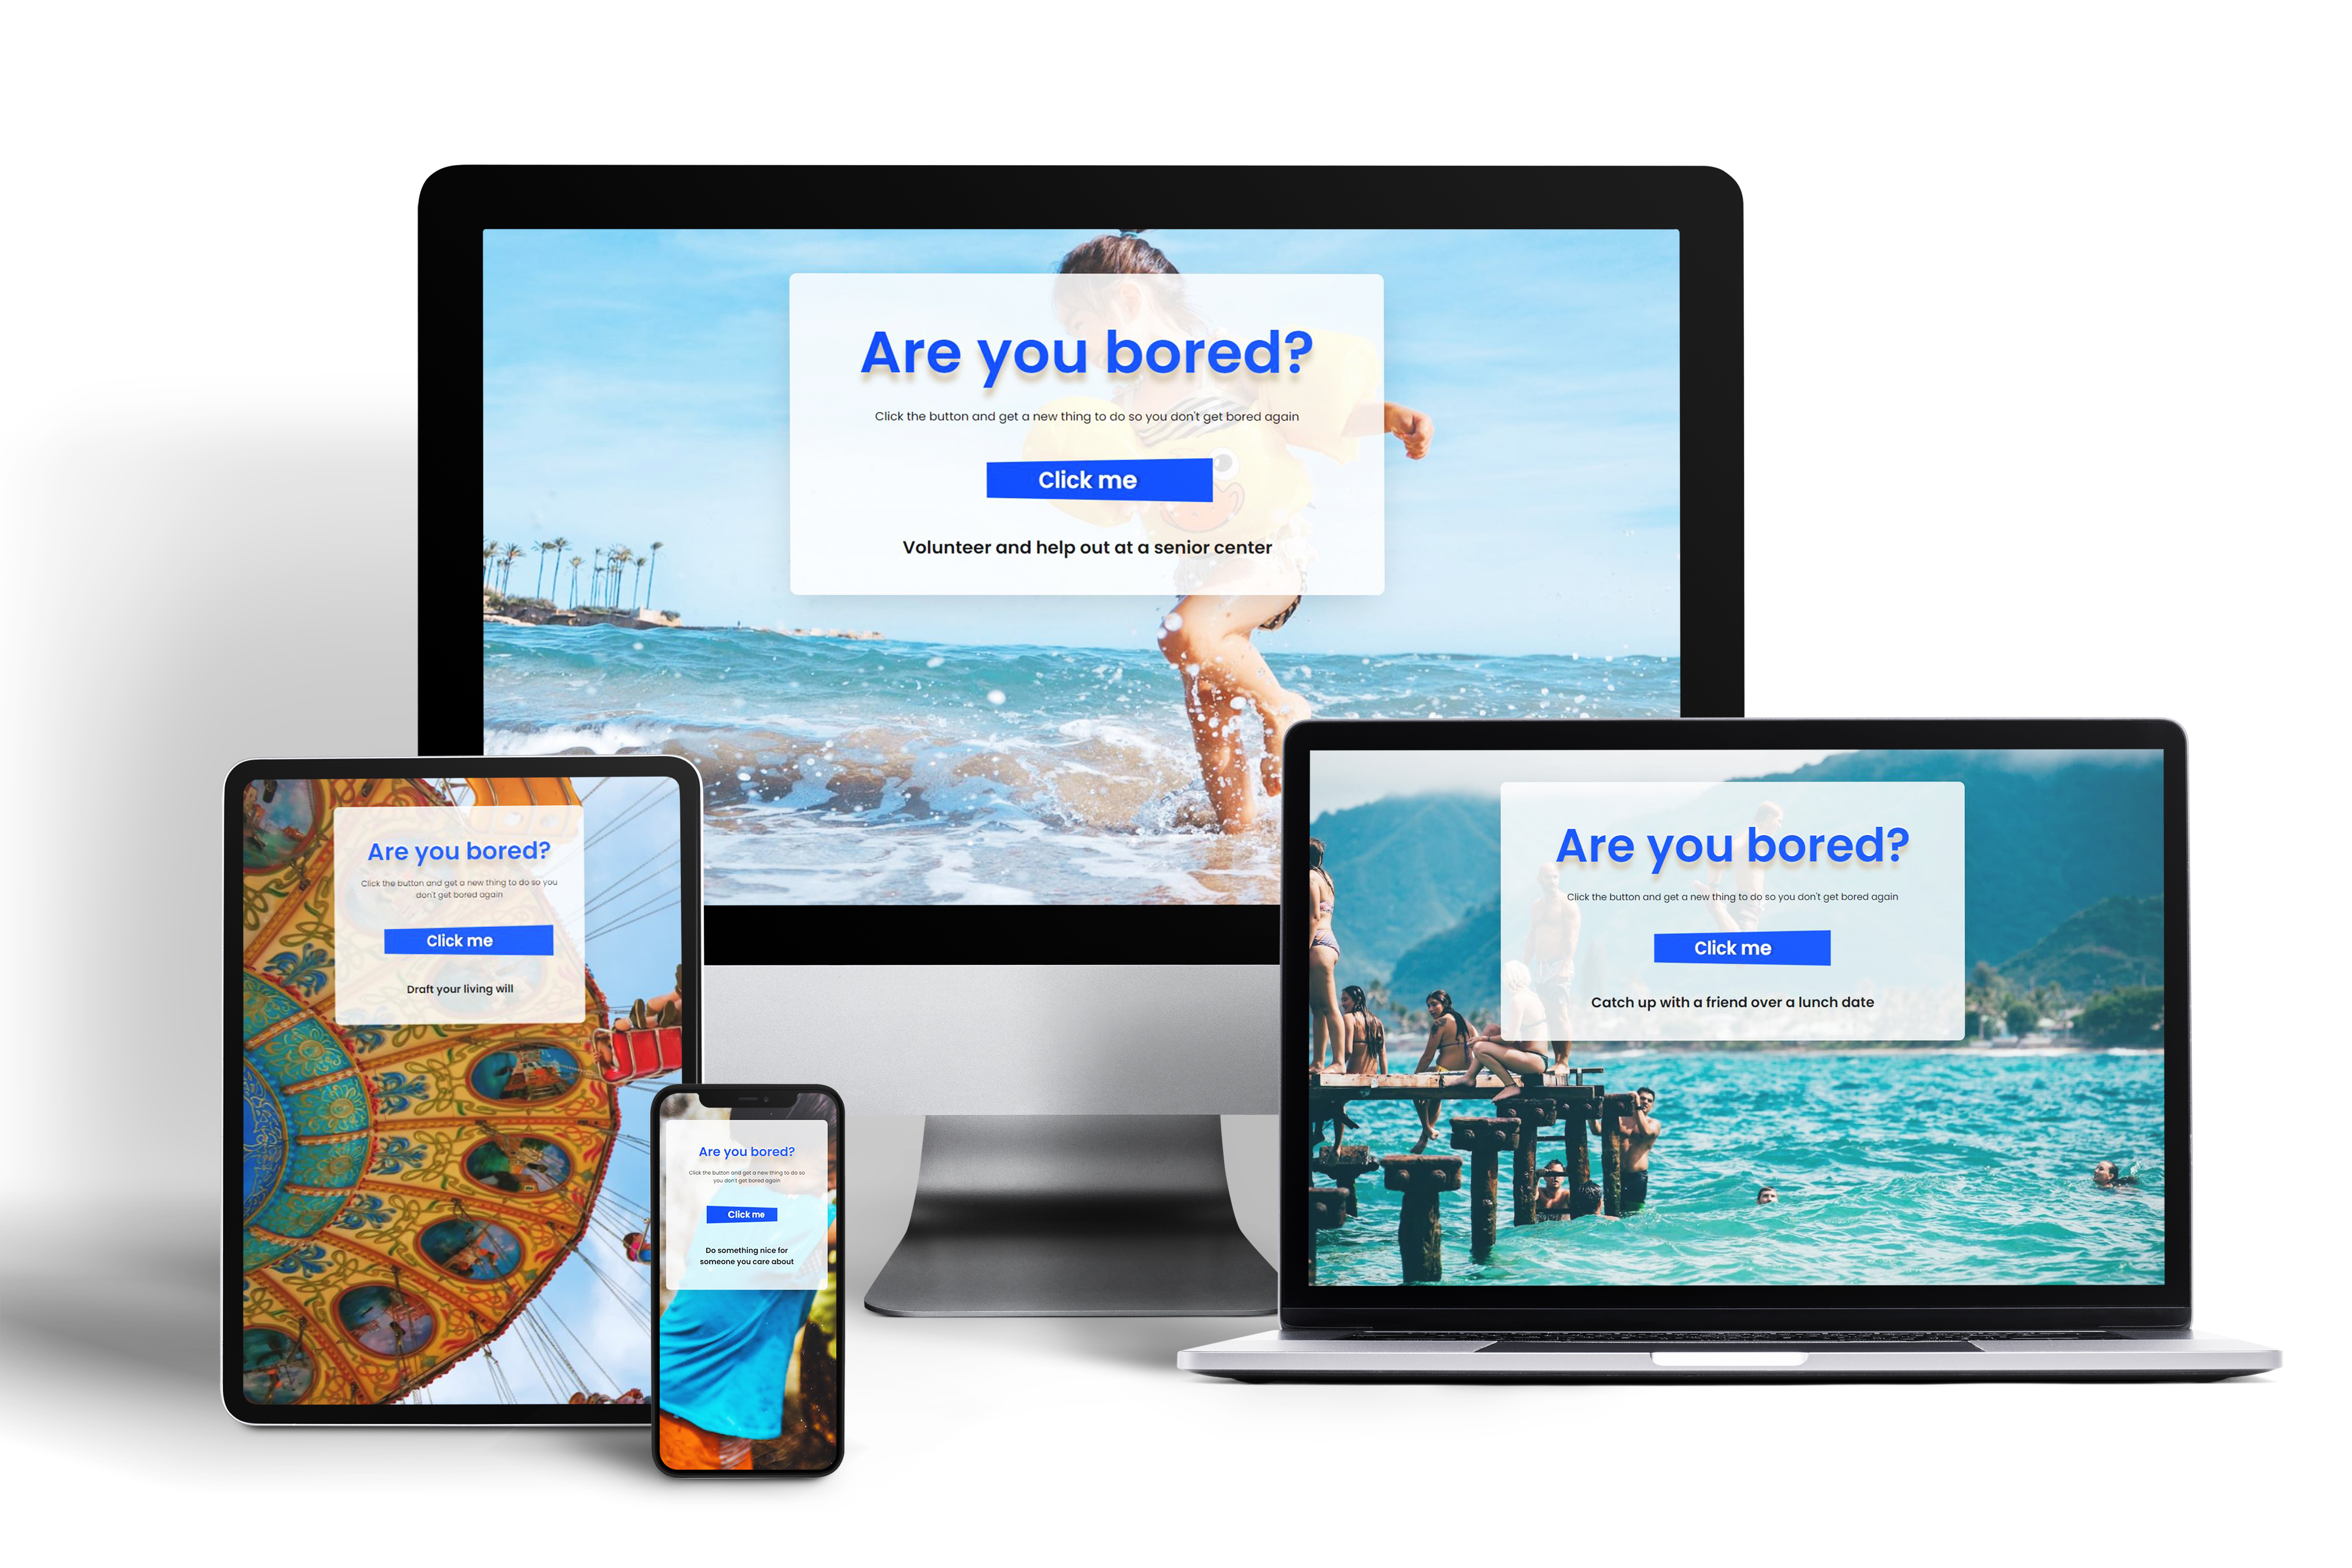 Are you bored?
Click the button and get a new thing to do so you don't get bored again
Click me
Volunteer and help out at a senior center
Are you bored?
Click the button and get a new thing to do so you
don't get bored again
Click me
Draft your living will
Are you bored?
Click the button and get a new thing to do so
you don't get bored again
Click me
Do something nice for
someone you care about
Are you bored?
Click the button and get a new thing to do so you don't get bored again
Click me
Catch up with a friend over a lunch date